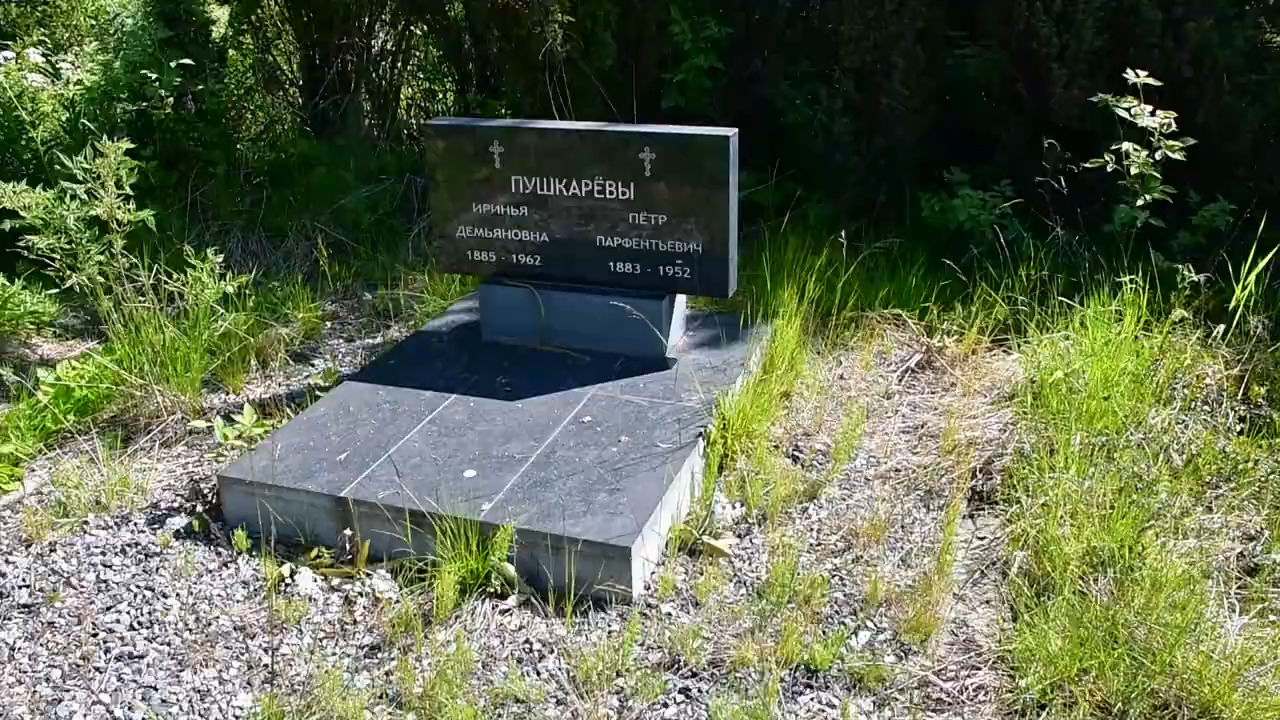 ПУШКАРЁВЫ
ИРИНЬЯ
ДЕМЬЯНОВНА
1885 - 1962
ПЁТР
ПАРФЕНТЬЕВИЧ
1883 - 1952